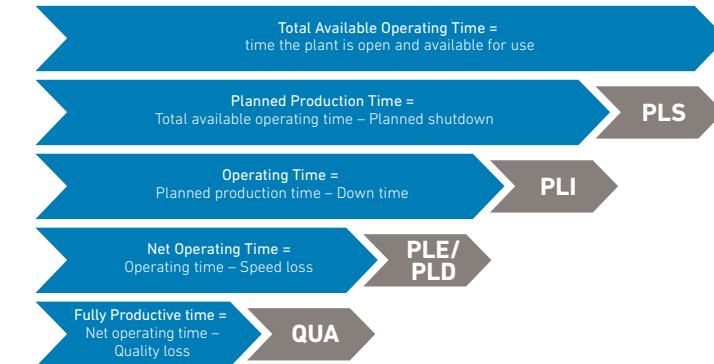 Total Available Operating Time =
time the plant is open and available for use
Planned Production Time =
Total available operating time – Planned shutdown
PLS
Operating Time =
Planned production time – Down time
PLI
Net Operating Time =
Operating time – Speed loss
PLE/
PLD
Fully Productive time =
Net operating time –
Quality loss
QUA